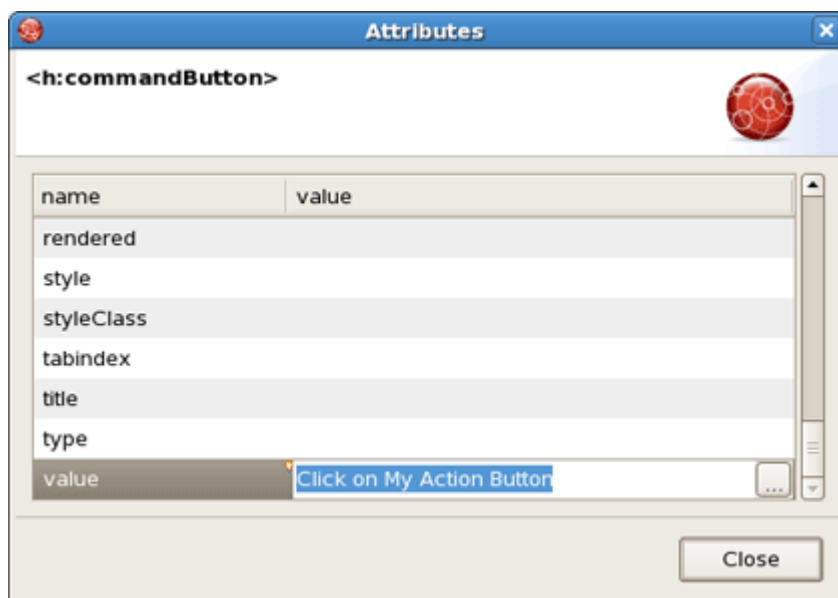 Attributes
<h:commandButton>
name value
rendered
style
styleClass
tabindex
title
type
value Click on My Action Button ...
Close